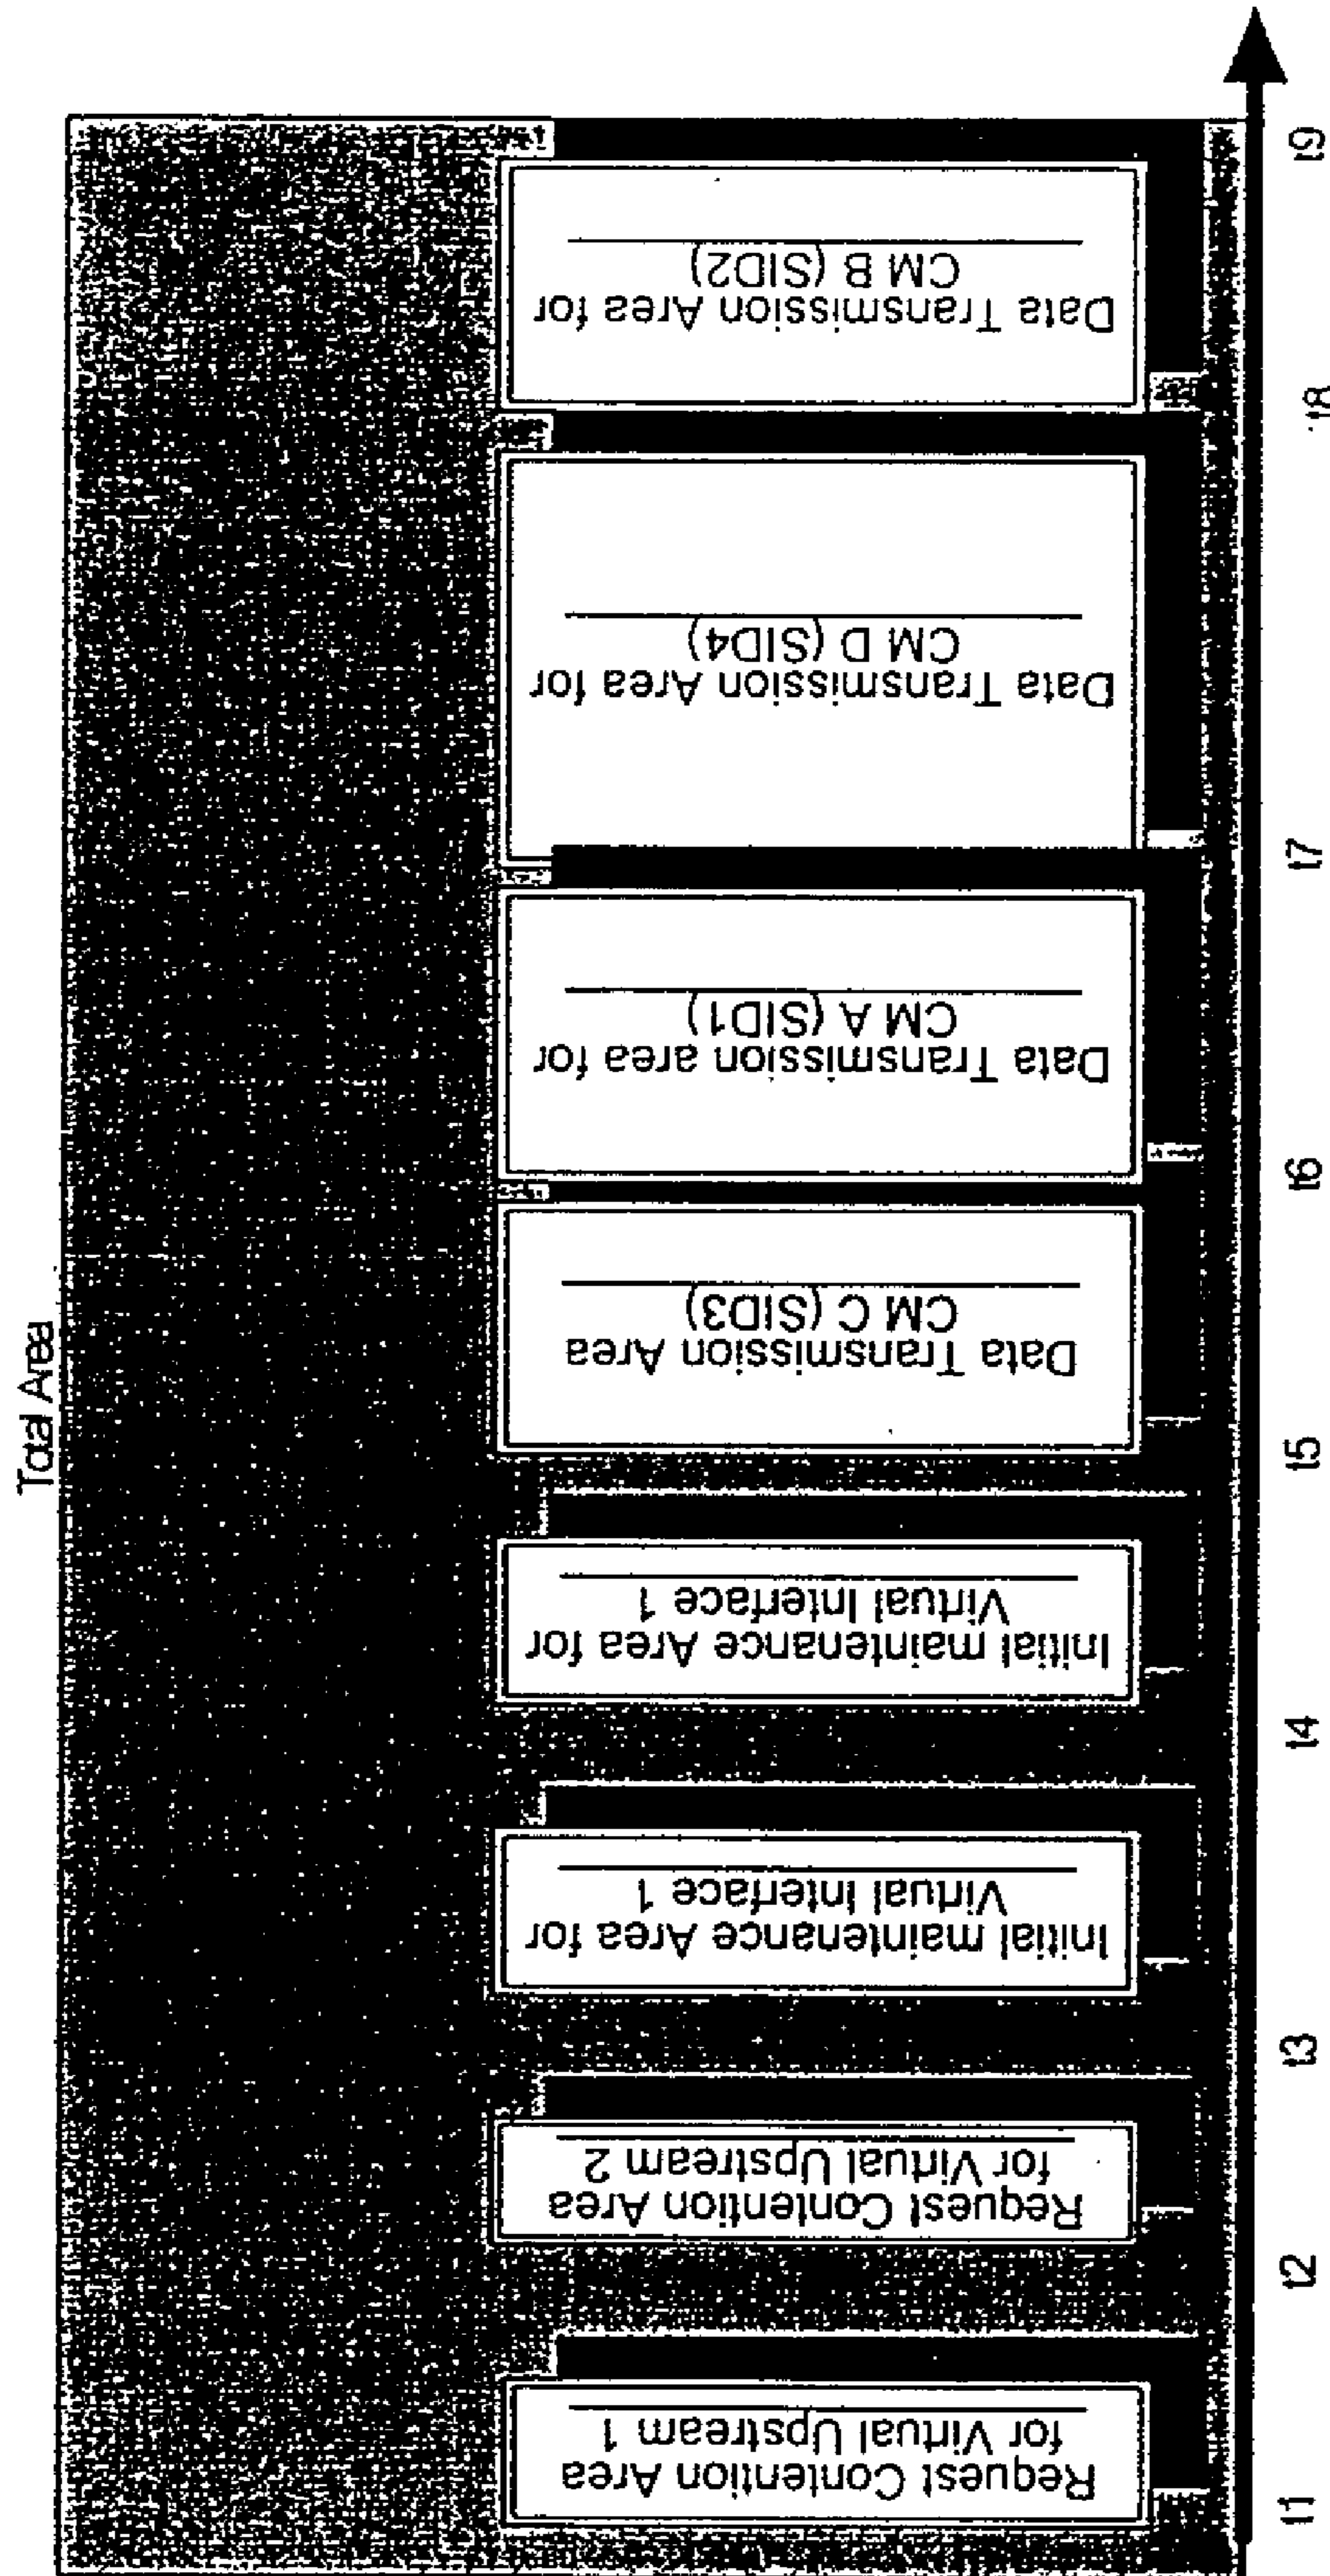 Total Area
Request Contention Area
for Virtual Upstream 1
Request Contention Area
for Virtual Upstream 2
Initial maintenance Area for
Virtual Interface 1
Initial maintenance Area for
Virtual Interface 1
Data Transmission Area
CM C (SID3)
Data Transmission area for
CM A (SID1)
Data Transmission Area for
CM D (SID4)
Data Transmission Area for
CM B (SID2)
t1
t2
t3
t4
t5
t6
t7
t8
t9